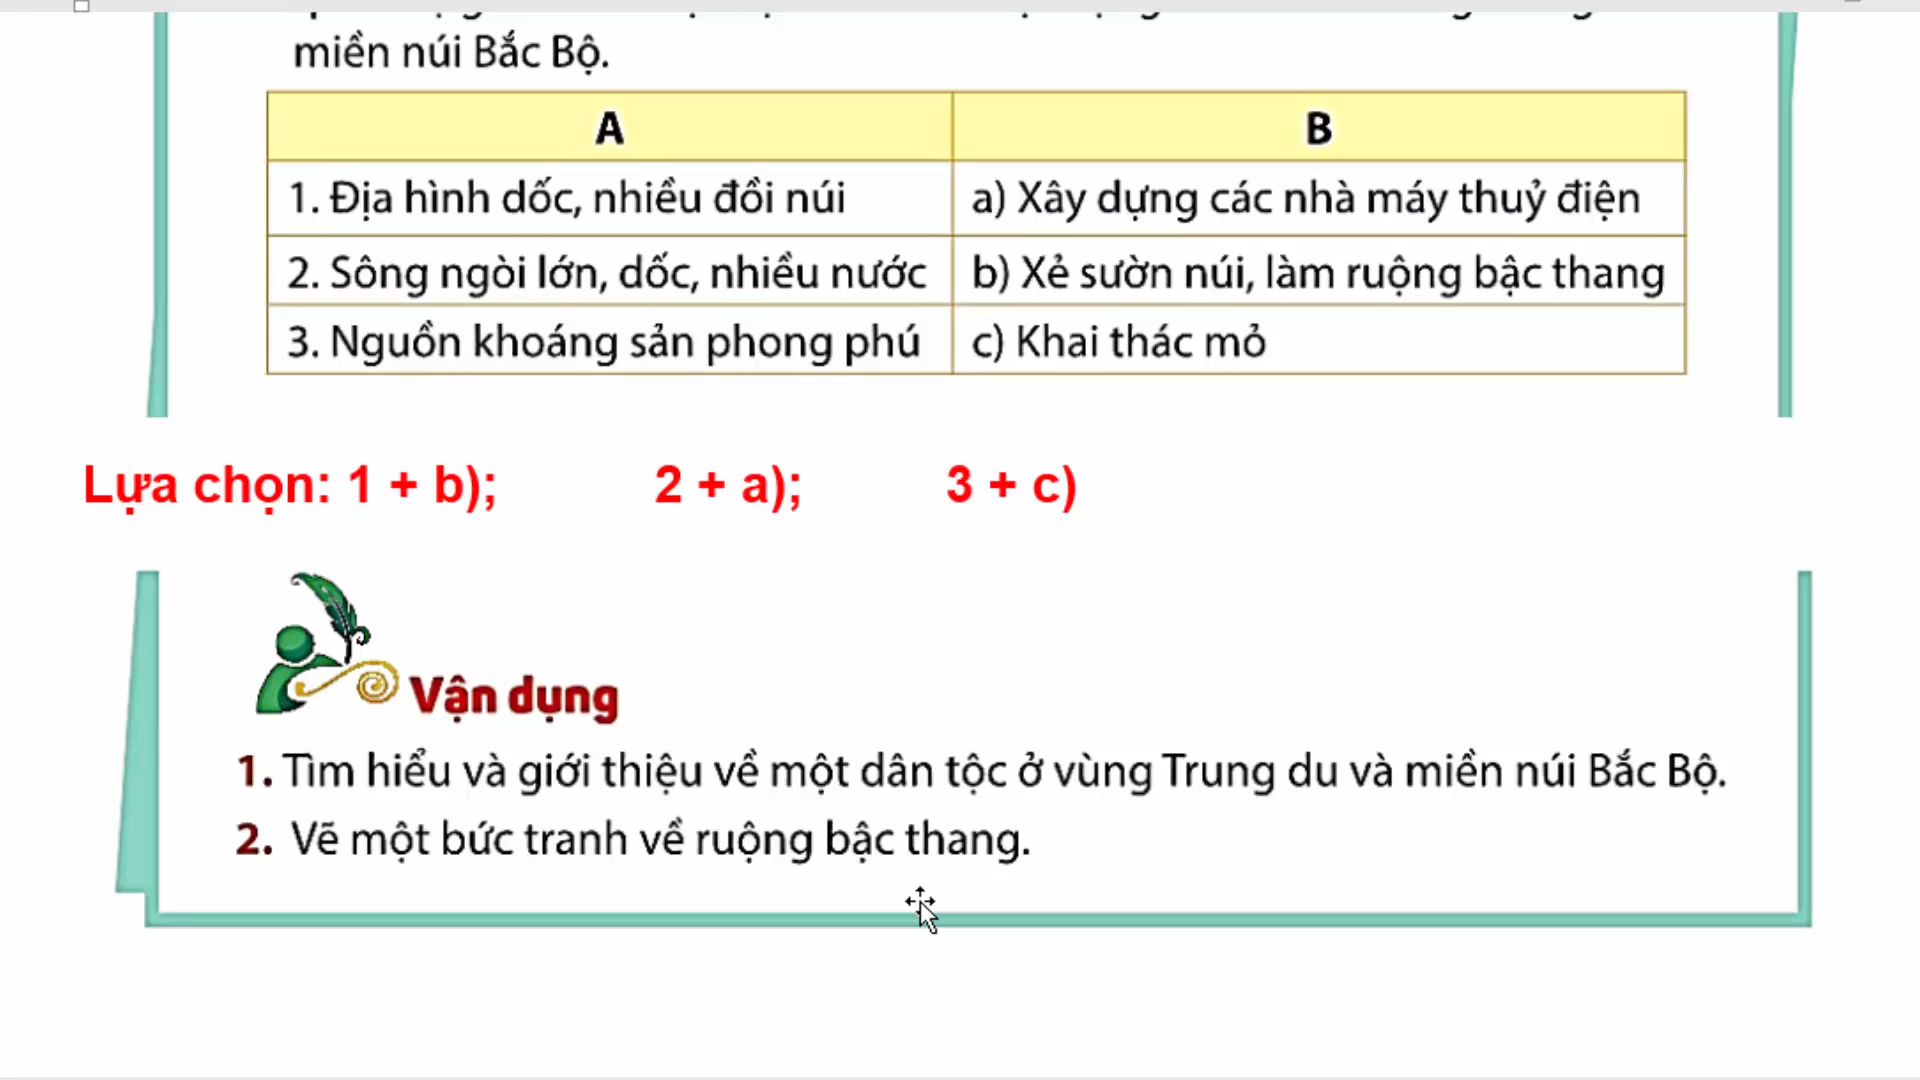 miền núi Bắc Bộ.
A B
1. Địa hình dốc, nhiều đồi núi a) Xây dựng các nhà máy thuỷ điện
2. Sông ngòi lớn, dốc, nhiều nước b) Xẻ sườn núi, làm ruộng bậc thang
3. Nguồn khoáng sản phong phú c) Khai thác mỏ
Lựa chọn: 1 + b); 2 + a); 3 + c)
Vận dụng
1. Tìm hiểu và giới thiệu về một dân tộc ở vùng Trung du và miền núi Bắc Bộ.
2. Vẽ một bức tranh về ruộng bậc thang.